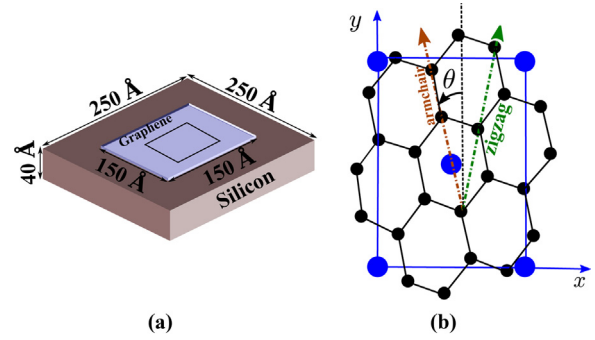 250 Å
250 Å
40 Å
Graphene
150 Å
150 Å
Silicon
(a)
y
armchair
θ
zigzag
x
(b)